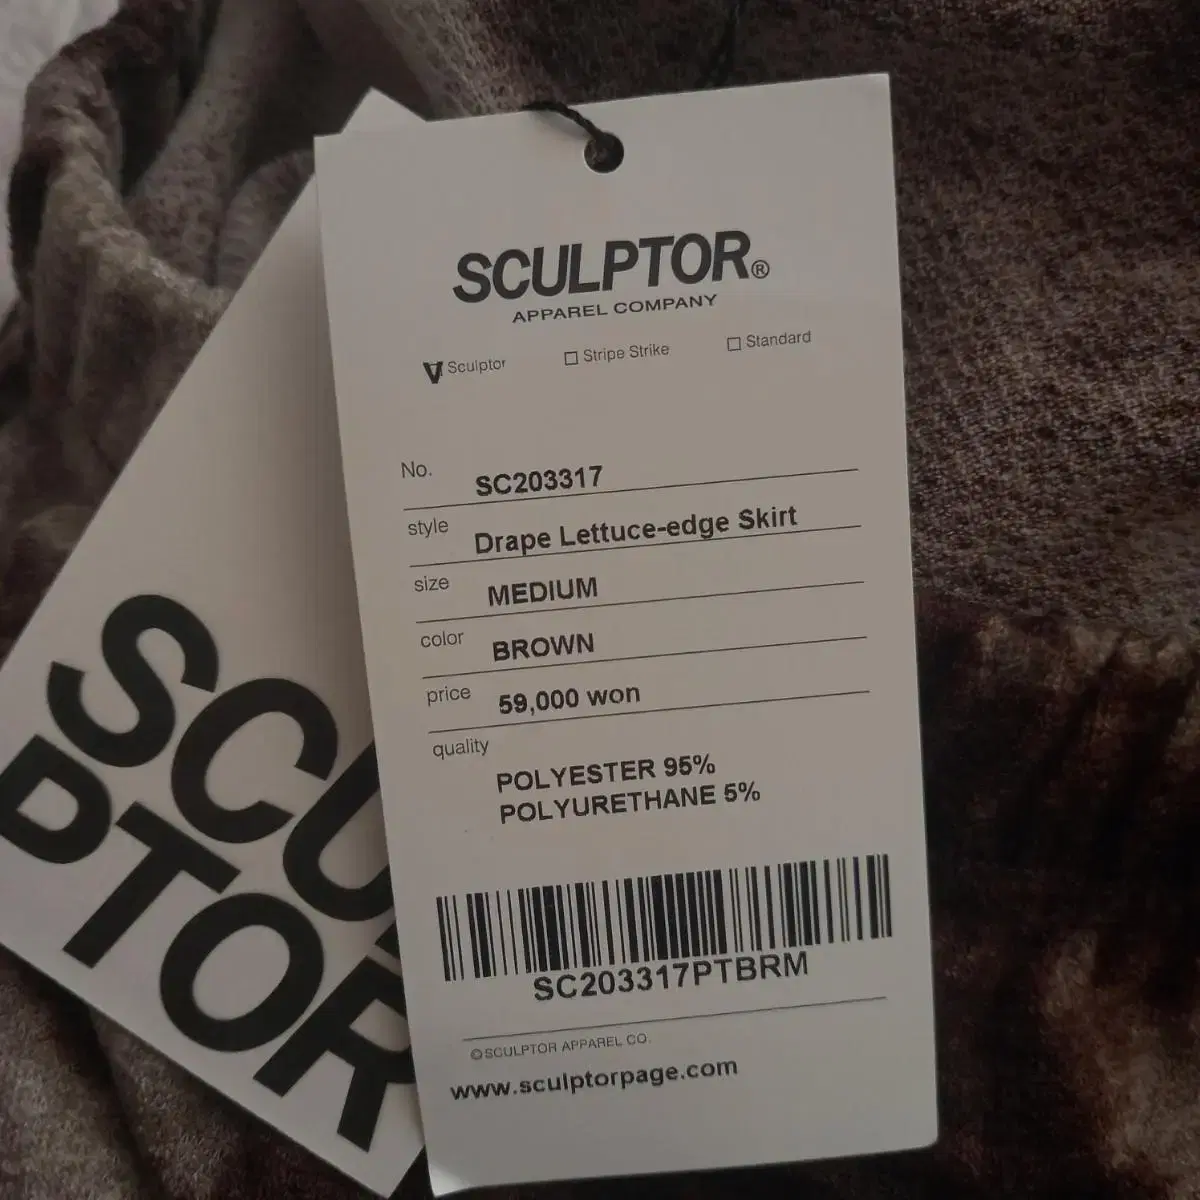 SCULPTOR®
APPAREL COMPANY
Sculptor Stripe Strike Standard
No. SC203317
style Drape Lettuce-edge Skirt
size MEDIUM
color BROWN
price 59,000 won
quality
POLYESTER 95%
POLYURETHANE 5%
SC203317PTBRM
©SCULPTOR APPAREL CO.
www.sculptorpage.com
SCU
PTOR